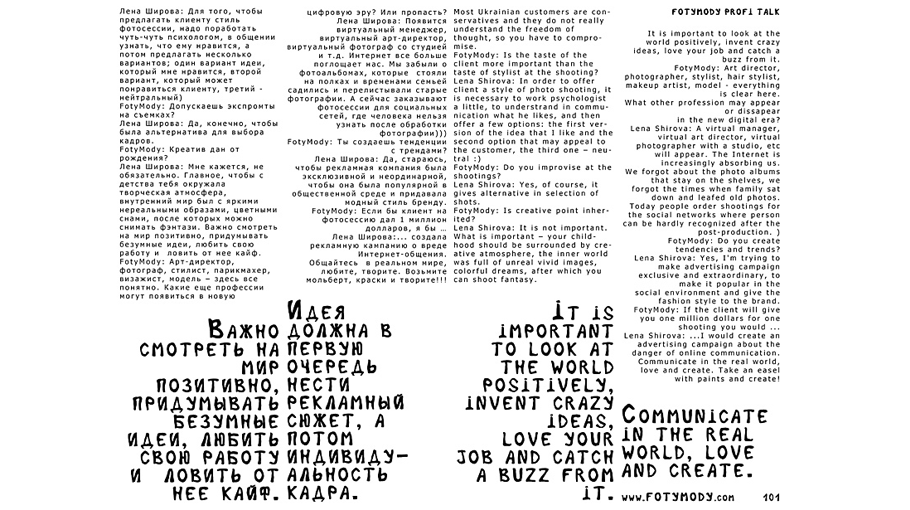 Лена Широва: Для того, чтобы
предлагать клиенту стиль
фотосессии, надо поработать
чуть-чуть психологом, в общении
узнать, что ему нравится, а
потом предлагать несколько
вариантов; один вариант идеи,
который мне нравится, второй
вариант, который может
понравиться клиенту, третий -
нейтральный)
FotyMody: Допускаешь экспромты
на съемках?
Лена Широва: Да, конечно, чтобы
была альтернатива для выбора
кадров.
FotyMody: Креатив дан от
рождения?
Лена Широва: Мне кажется, не
обязательно. Главное, чтобы с
детства тебя окружала
творческая атмосфера,
внутренний мир был с яркими
нереальными образами, цветными
снами, после которых можно
снимать фэнтази. Важно смотреть
на мир позитивно, придумывать
безумные идеи, любить свою
работу и ловить от нее кайф.
FotyMody: Арт-директор,
фотограф, стилист, парикмахер,
визажист, модель – здесь все
понятно. Какие еще профессии
могут появиться в новую
цифровую эру? Или пропасть?
Лена Широва: Появится
виртуальный менеджер,
виртуальный арт-директор,
виртуальный фотограф со студией
и т.д. Интернет все больше
поглощает нас. Мы забыли о
фотоальбомах, которые стояли
на полках и временами семьей
садились и перелистывали старые
фотографии. А сейчас заказывают
фотосессии для социальных
сетей, где человека нельзя
узнать после обработки
фотографии)))
FotyMody: Ты создаешь тенденции
с трендами?
Лена Широва: Да, стараюсь,
чтобы рекламная компания была
эксклюзивной и неординарной,
чтобы она была популярной в
общественной среде и придавала
модный стиль бренду.
FotyMody: Если бы клиент на
фотосессию дал 1 миллион
долларов, я бы ...
Лена Широва:... создала
рекламную кампанию о вреде
Интернет-общения.
Общайтесь в реальном мире,
любите, творите. Возьмите
мольберт, краски и творите!!!
Most Ukrainian customers are con-
servatives and they do not really
understand the freedom of
thought, so you have to compro-
mise.
FotyMody: Is the taste of the
client more important than the
taste of stylist at the shooting?
Lena Shirova: In order to offer
client a style of photo shooting, it
is necessary to work psychologist
a little, to understand in commu-
nication what he likes, and then
offer a few options: the first ver-
sion of the idea that I like and the
second option that may appeal to
the customer, the third one – neu-
tral :)
FotyMody: Do you improvise at the
shootings?
Lena Shirova: Yes, of course, it
gives alternative in selection of
shots.
FotyMody: Is creative point inher-
ited?
Lena Shirova: It is not important.
What is important – your child-
hood should be surrounded by cre-
ative atmosphere, the inner world
was full of unreal vivid images,
colorful dreams, after which you
can shoot fantasy.
FOTYMODY PROFI TALK
It is important to look at the
world positively, invent crazy
ideas, love your job and catch a
buzz from it.
FotyMody: Art director,
photographer, stylist, hair stylist,
makeup artist, model - everything
is clear here.
What other profession may appear
or dissapear
in the new digital era?
Lena Shirova: A virtual manager,
virtual art director, virtual
photographer with a studio, etc
will appear. The Internet is
increasingly absorbing us.
We forgot about the photo albums
that stay on the shelves, we
forgot the times when family sat
down and leafed old photos.
Today people order shootings for
the social networks where person
can be hardly recognized after the
post-production. )
FotyMody: Do you create
tendencies and trends?
Lena Shirova: Yes, I'm trying to
make advertising campaign
exclusive and extraordinary, to
make it popular in the
social environment and give the
fashion style to the brand.
FotyMody: If the client will give
you one million dollars for one
shooting you would ...
Lena Shirova: ...I would create an
advertising campaign about the
danger of online communication.
Communicate in the real world,
love and create. Take an easel
with paints and create!
Важно
смотреть на
мир
позитивно,
придумывать
безумные
идеи, любить
свою работу
и ловить от
нее кайф.
Идея
должна в
первую
очередь
нести
рекламный
сюжет, а
потом
индивиду-
альность
кадра.
It is
important
to look at
the world
positively,
invent crazy
ideas,
love your
job and catch
a buzz from
it.
Communicate
in the real
world, love
and create.
www.FOTYMODY.com 101